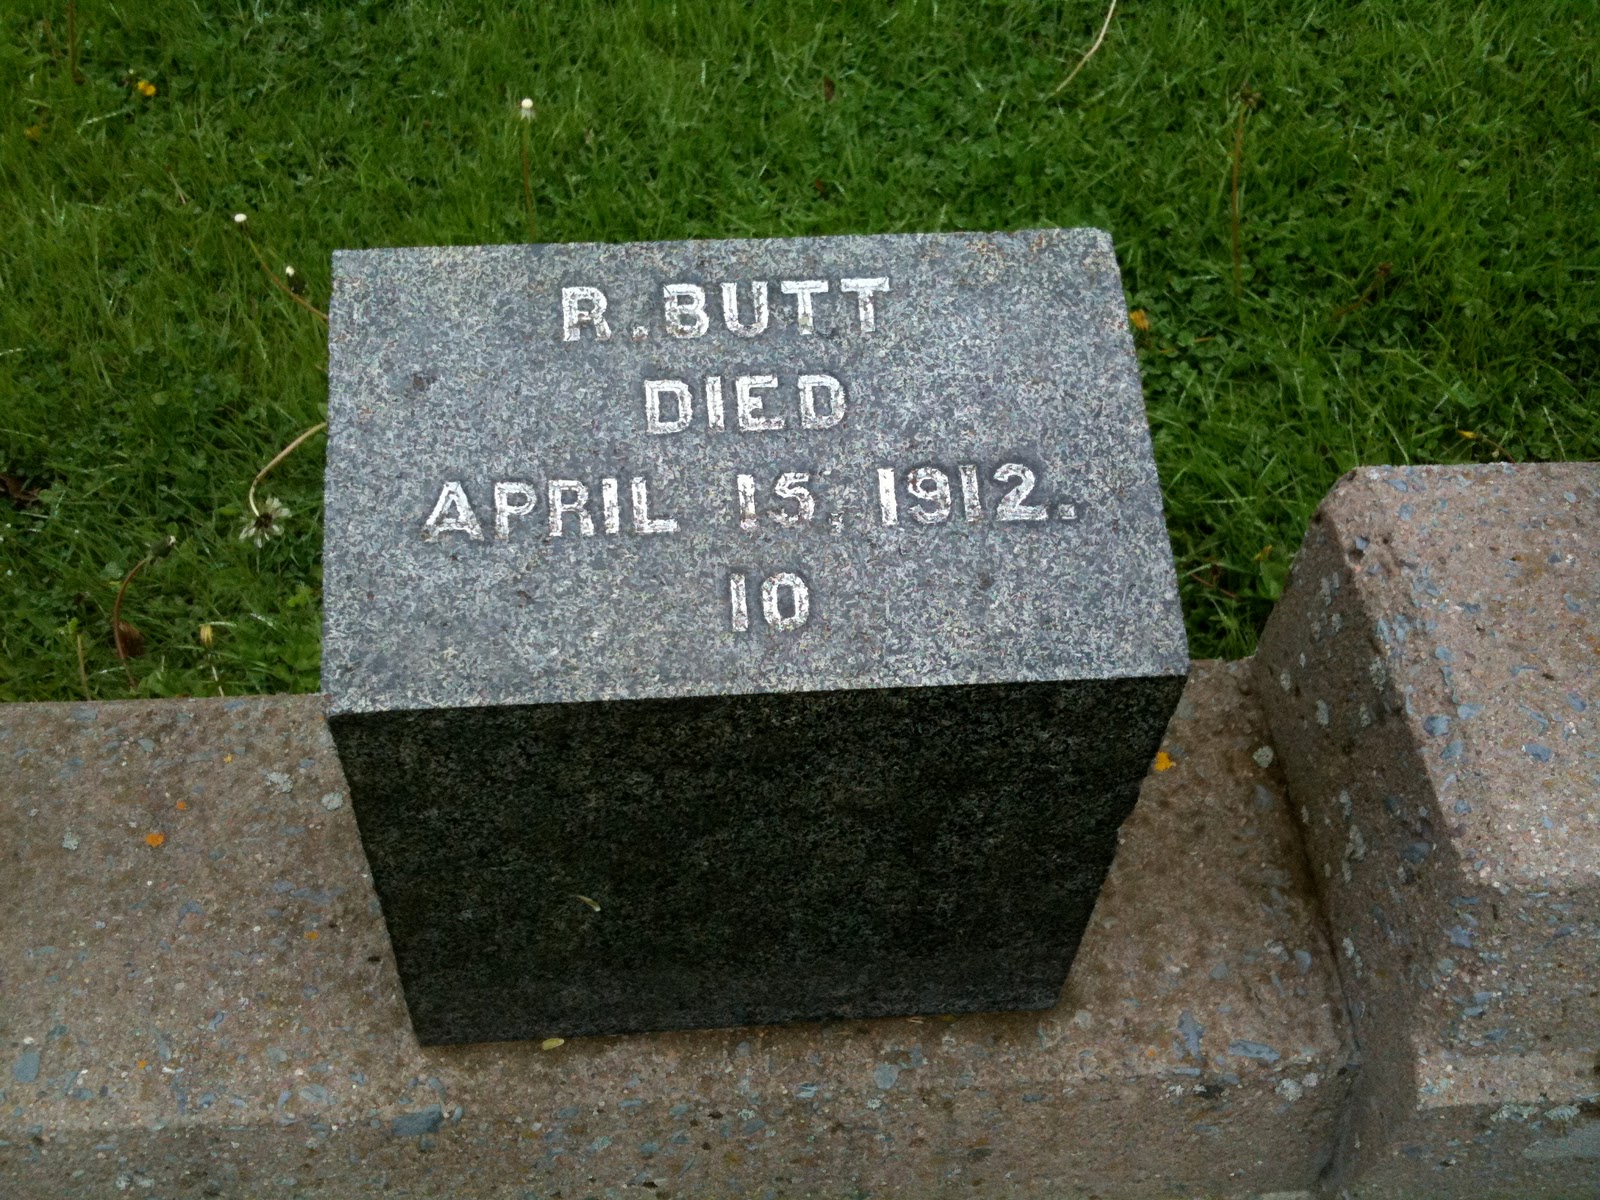 R. BUTT
DIED
APRIL 15, 1912.
10